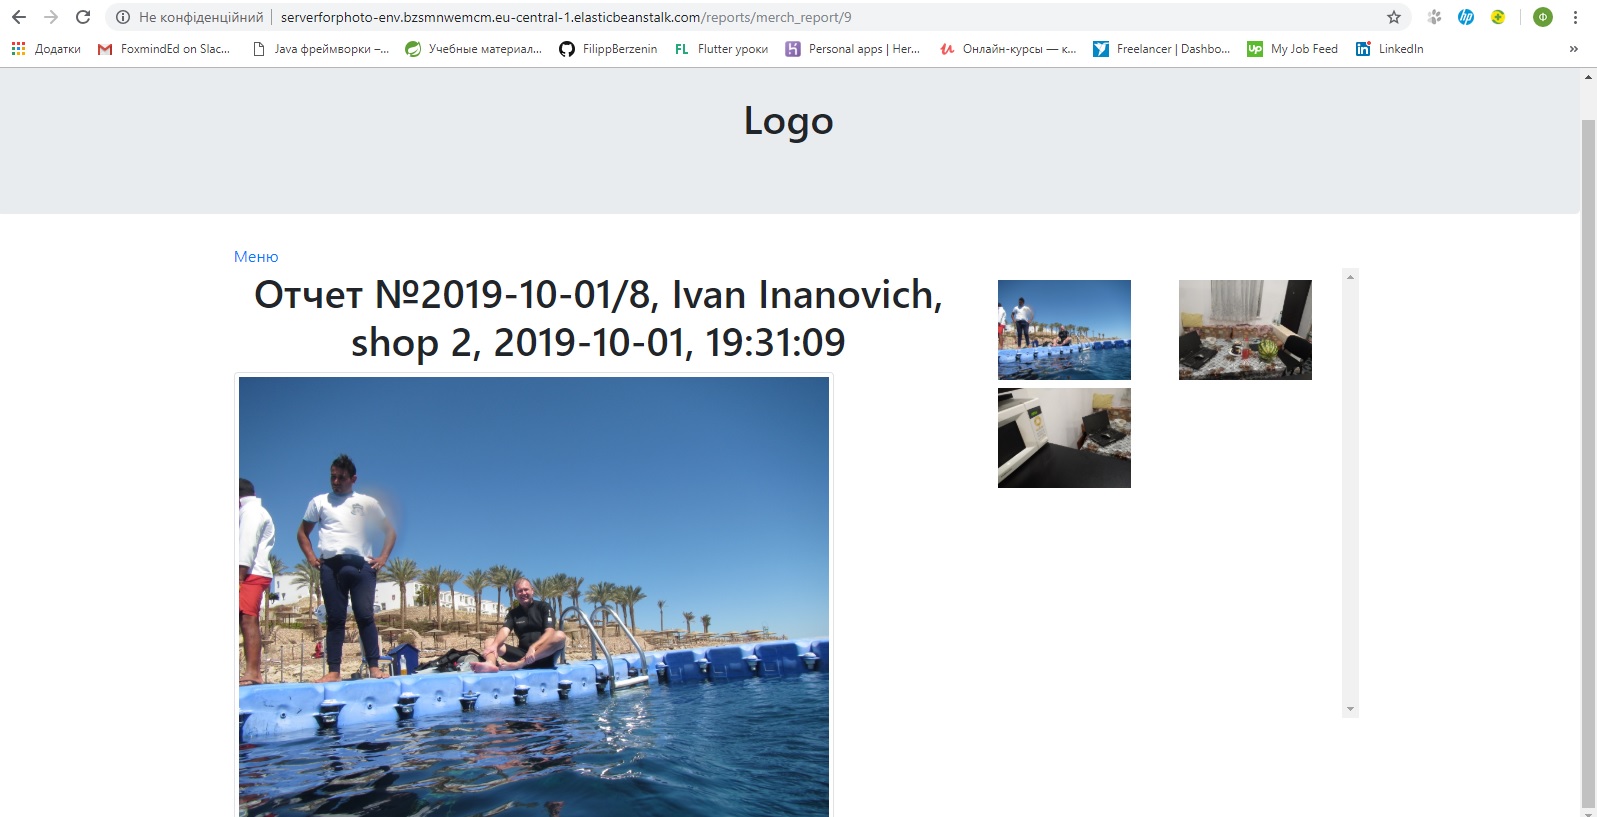 Не конфіденційний serverforphoto-env.bzsmnwemcm.eu-central-1.elasticbeanstalk.com/reports/merch_report/9
Ф
Додатки FoxmindEd on Slac... Java фреймворки –... Учебные материал... FilippBerzenin FL Flutter уроки Personal apps | Her... Онлайн-курсы — к... Freelancer | Dashbo... Up My Job Feed in LinkedIn »
Logo
Меню
Отчет №2019-10-01/8, Ivan Inanovich,
shop 2, 2019-10-01, 19:31:09